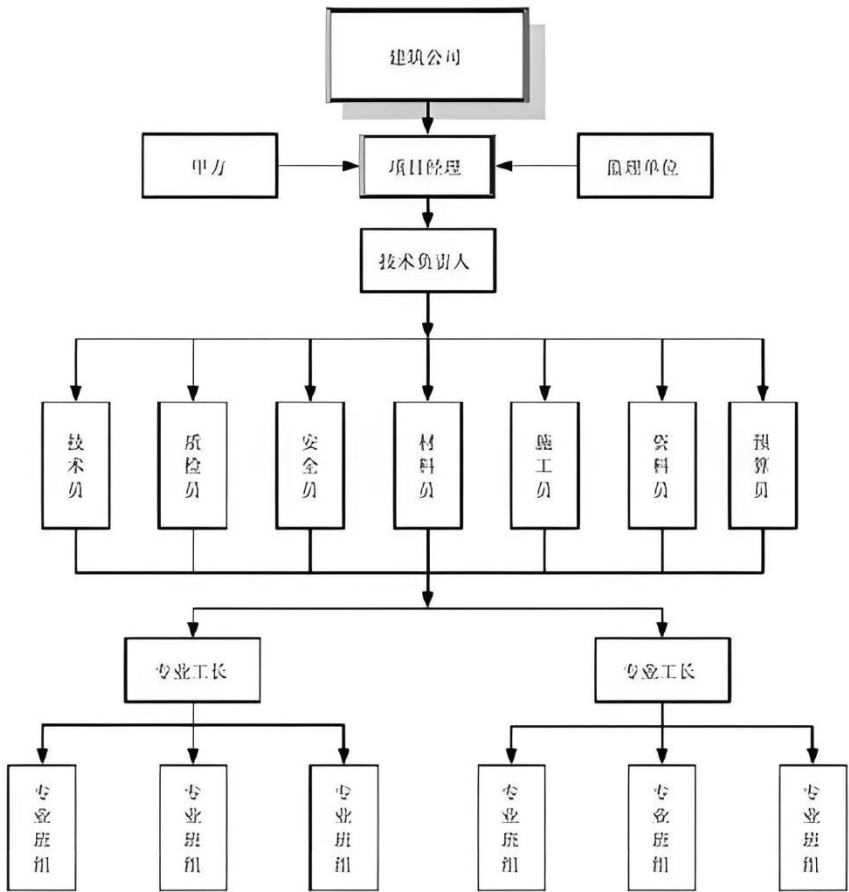 建筑公司
甲方
项目经理
监理单位
技术负责人
技术员
质检员
安全员
材料员
施工员
资料员
预算员
专业工长
专业工长
专业班组
专业班组
专业班组
专业班组
专业班组
专业班组